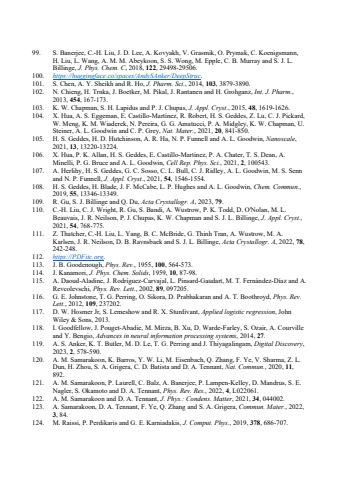 99. S. Banerjee, C.-H. Liu, J. D. Lee, A. Kovyakh, V. Grasmik, O. Prymak, C. Koenigsmann,
H. Liu, L. Wang, A. M. M. Abeykoon, S. S. Wong, M. Epple, C. B. Murray and S. J. L.
Billinge, J. Phys. Chem. C, 2018, 122, 29498-29506.
100. https://huggingface.co/spaces/AndySAnker/DeepStruc.
101. S. Chen, A. Y. Sheikh and R. Ho, J. Pharm. Sci., 2014, 103, 3879-3890.
102. N. Chieng, H. Trnka, J. Boetker, M. Pikal, J. Rantanen and H. Grohganz, Int. J. Pharm.,
2013, 454, 167-173.
103. K. W. Chapman, S. H. Lapidus and P. J. Chupas, J. Appl. Cryst., 2015, 48, 1619-1626.
104. X. Hua, A. S. Eggeman, E. Castillo-Martínez, R. Robert, H. S. Geddes, Z. Lu, C. J. Pickard,
W. Meng, K. M. Wiaderek, N. Pereira, G. G. Amatucci, P. A. Midgley, K. W. Chapman, U.
Steiner, A. L. Goodwin and C. P. Grey, Nat. Mater., 2021, 20, 841-850.
105. H. S. Geddes, H. D. Hutchinson, A. R. Ha, N. P. Funnell and A. L. Goodwin, Nanoscale,
2021, 13, 13220-13224.
106. X. Hua, P. K. Allan, H. S. Geddes, E. Castillo-Martínez, P. A. Chater, T. S. Dean, A.
Minelli, P. G. Bruce and A. L. Goodwin, Cell Rep. Phys. Sci., 2021, 2, 100543.
107. A. Herlihy, H. S. Geddes, G. C. Sosso, C. L. Bull, C. J. Ridley, A. L. Goodwin, M. S. Senn
and N. P. Funnell, J. Appl. Cryst., 2021, 54, 1546-1554.
108. H. S. Geddes, H. Blade, J. F. McCabe, L. P. Hughes and A. L. Goodwin, Chem. Commun.,
2019, 55, 13346-13349.
109. R. Gu, S. J. Billinge and Q. Du, Acta Crystallogr. A, 2023, 79.
110. C.-H. Liu, C. J. Wright, R. Gu, S. Bandi, A. Wustrow, P. K. Todd, D. O'Nolan, M. L.
Beauvais, J. R. Neilson, P. J. Chupas, K. W. Chapman and S. J. L. Billinge, J. Appl. Cryst.,
2021, 54, 768-775.
111. Z. Thatcher, C.-H. Liu, L. Yang, B. C. McBride, G. Thinh Tran, A. Wustrow, M. A.
Karlsen, J. R. Neilson, D. B. Ravnsbæk and S. J. L. Billinge, Acta Crystallogr. A, 2022, 78,
242-248.
112. https://PDFitc.org.
113. J. B. Goodenough, Phys. Rev., 1955, 100, 564-573.
114. J. Kanamori, J. Phys. Chem. Solids, 1959, 10, 87-98.
115. A. Daoud-Aladine, J. Rodríguez-Carvajal, L. Pinsard-Gaudart, M. T. Fernández-Díaz and A.
Revcolevschi, Phys. Rev. Lett., 2002, 89, 097205.
116. G. E. Johnstone, T. G. Perring, O. Sikora, D. Prabhakaran and A. T. Boothroyd, Phys. Rev.
Lett., 2012, 109, 237202.
117. D. W. Hosmer Jr, S. Lemeshow and R. X. Sturdivant, Applied logistic regression, John
Wiley & Sons, 2013.
118. I. Goodfellow, J. Pouget-Abadie, M. Mirza, B. Xu, D. Warde-Farley, S. Ozair, A. Courville
and Y. Bengio, Advances in neural information processing systems, 2014, 27.
119. A. S. Anker, K. T. Butler, M. D. Le, T. G. Perring and J. Thiyagalingam, Digital Discovery,
2023, 2, 578-590.
120. A. M. Samarakoon, K. Barros, Y. W. Li, M. Eisenbach, Q. Zhang, F. Ye, V. Sharma, Z. L.
Dun, H. Zhou, S. A. Grigera, C. D. Batista and D. A. Tennant, Nat. Commun., 2020, 11,
892.
121. A. M. Samarakoon, P. Laurell, C. Balz, A. Banerjee, P. Lampen-Kelley, D. Mandrus, S. E.
Nagler, S. Okamoto and D. A. Tennant, Phys. Rev. Res., 2022, 4, L022061.
122. A. M. Samarakoon and D. A. Tennant, J. Phys.: Condens. Matter, 2021, 34, 044002.
123. A. Samarakoon, D. A. Tennant, F. Ye, Q. Zhang and S. A. Grigera, Commun. Mater., 2022,
3, 84.
124. M. Raissi, P. Perdikaris and G. E. Karniadakis, J. Comput. Phys., 2019, 378, 686-707.